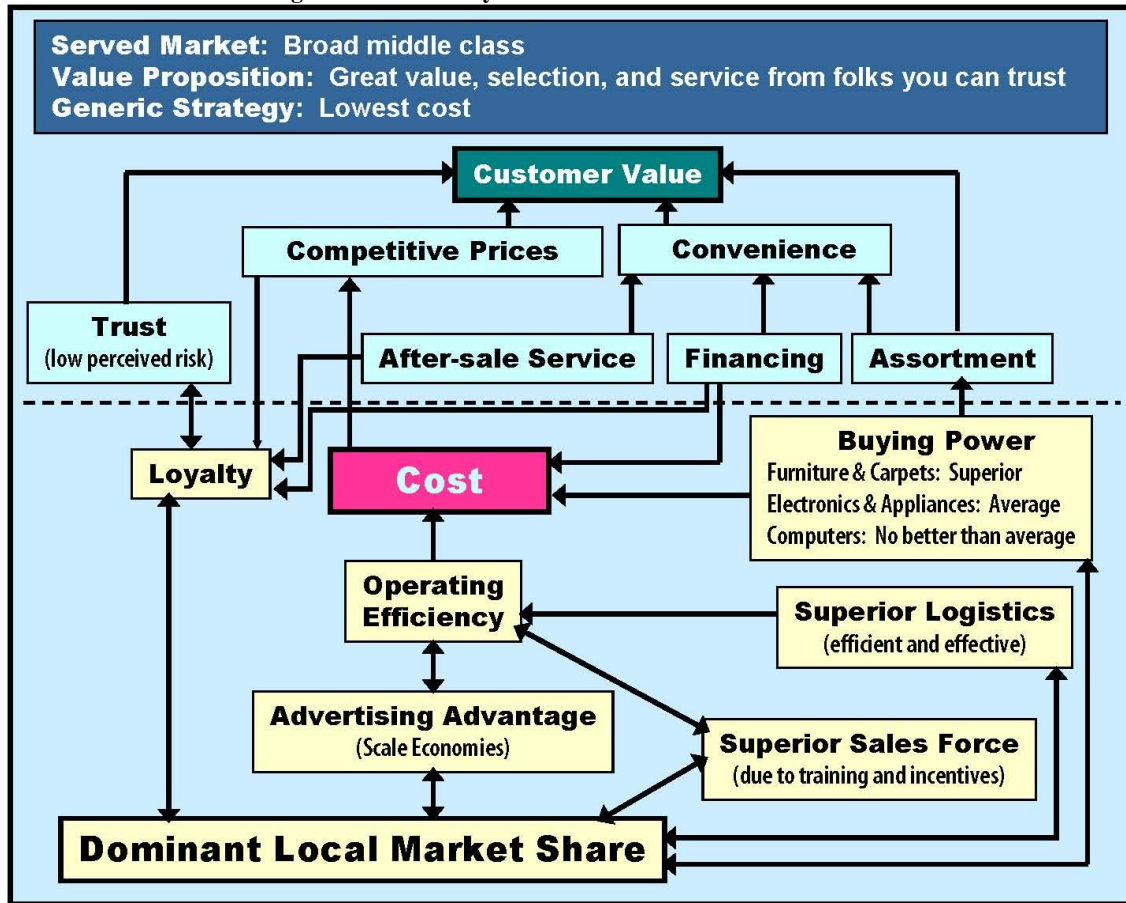 Served Market: Broad middle class
Value Proposition: Great value, selection, and service from folks you can trust
Generic Strategy: Lowest cost
Customer Value
Competitive Prices
Convenience
Trust
(low perceived risk)
After-sale Service
Financing
Assortment
Loyalty
Cost
Buying Power
Furniture & Carpets: Superior
Electronics & Appliances: Average
Computers: No better than average
Operating
Efficiency
Superior Logistics
(efficient and effective)
Advertising Advantage
(Scale Economies)
Superior Sales Force
(due to training and incentives)
Dominant Local Market Share